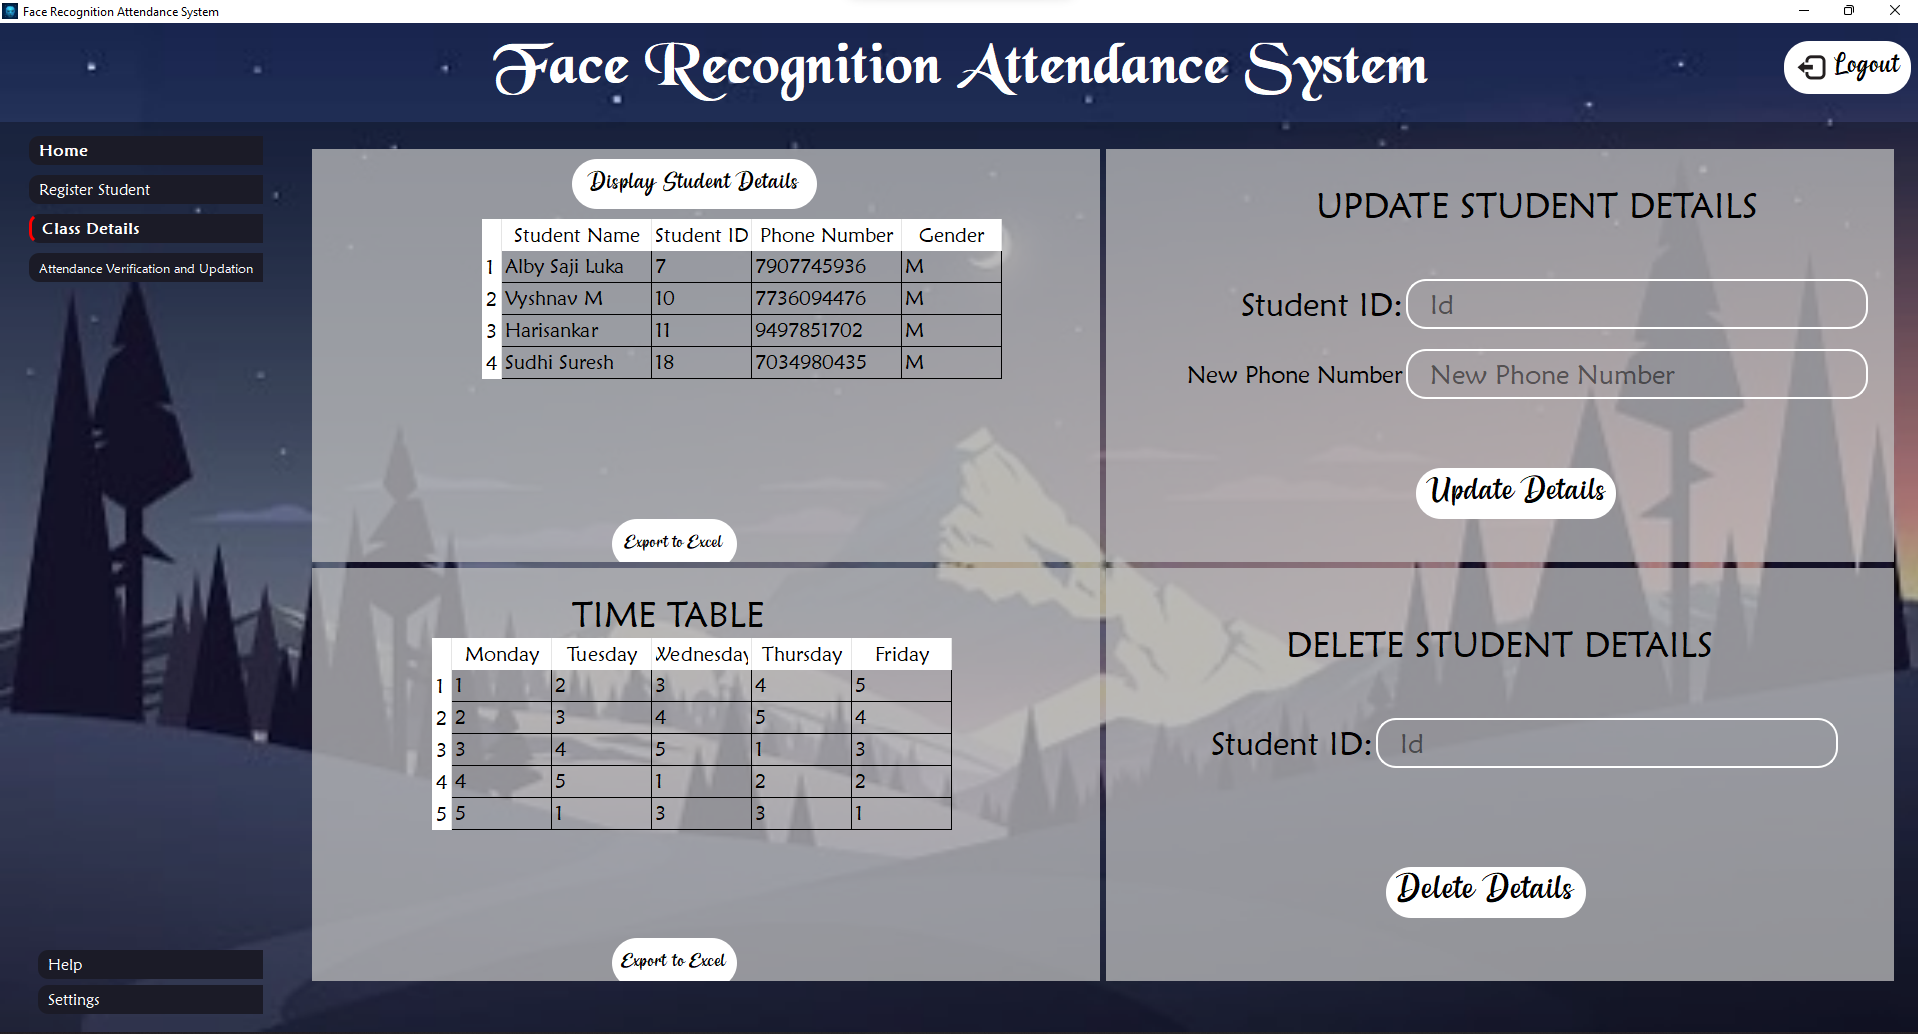 Face Recognition Attendance System
Face Recognition Attendance System
Logout
Home
Register Student
Class Details
Attendance Verification and Updation
Help
Settings
Display Student Details
Student Name Student ID Phone Number Gender
1 Alby Saji Luka 7 7907745936 M
2 Vyshnav M 10 7736094476 M
3 Harisankar 11 9497851702 M
4 Sudhi Suresh 18 7034980435 M
Export to Excel
UPDATE STUDENT DETAILS
Student ID: Id
New Phone Number New Phone Number
Update Details
TIME TABLE
Monday Tuesday Wednesday Thursday Friday
1 1 2 3 4 5
2 2 3 4 5 4
3 3 4 5 1 3
4 4 5 1 2 2
5 5 1 3 3 1
Export to Excel
DELETE STUDENT DETAILS
Student ID: Id
Delete Details